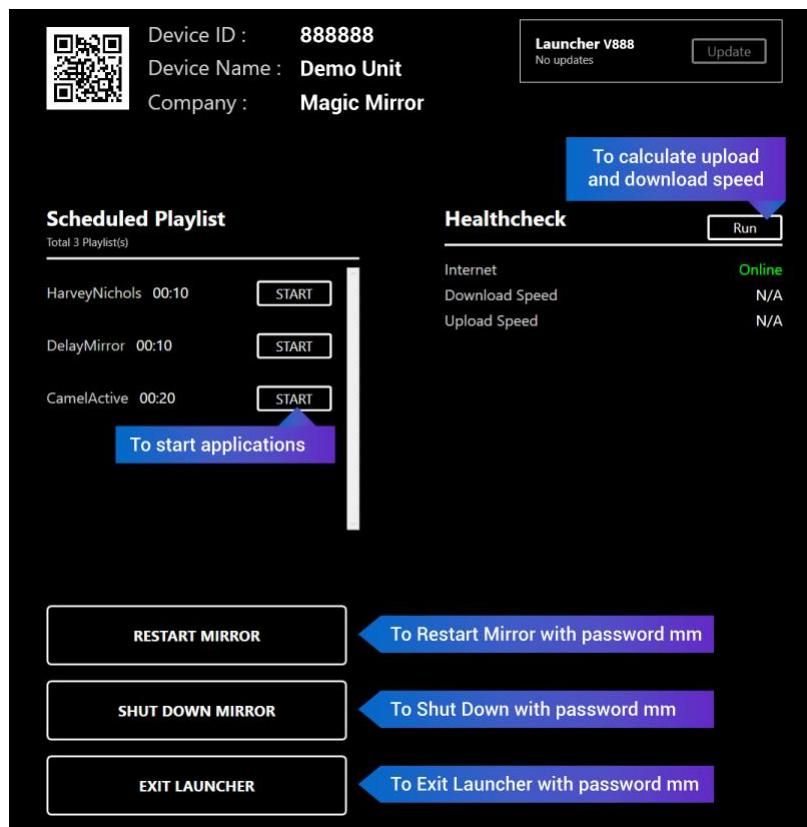 Device ID : 888888
Device Name : Demo Unit
Company : Magic Mirror
Launcher V888
No updates
Update
To calculate upload
and download speed
Scheduled Playlist
Total 3 Playlist(s)
HarveyNichols 00:10 START
DelayMirror 00:10 START
CamelActive 00:20 START
To start applications
Healthcheck
Run
Internet Online
Download Speed N/A
Upload Speed N/A
RESTART MIRROR
To Restart Mirror with password mm
SHUT DOWN MIRROR
To Shut Down with password mm
EXIT LAUNCHER
To Exit Launcher with password mm